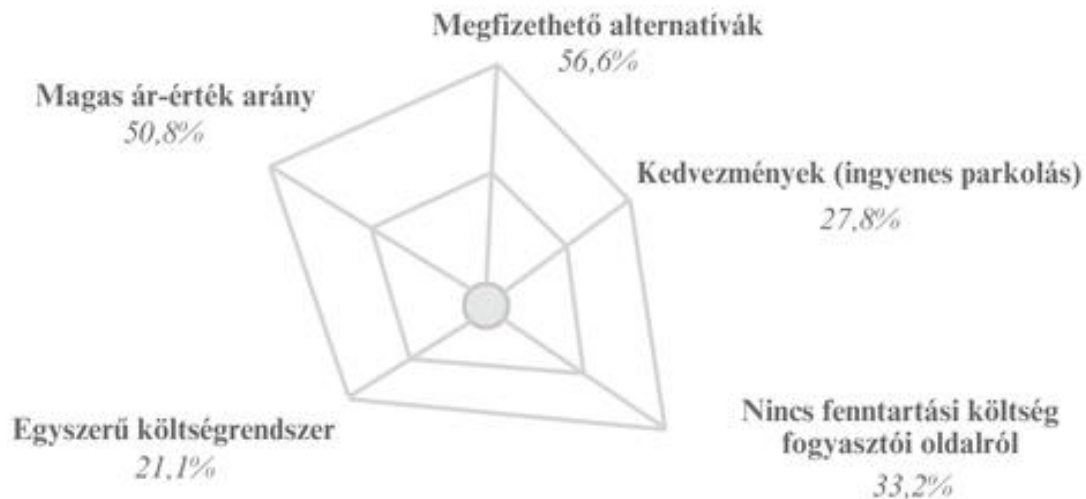 Megfizethető alternatívák
56,6%
Magas ár-érték arány
50,8%
Kedvezmények (ingyenes parkolás)
27,8%
Egyszerű költségrendszer
21,1%
Nincs fenntartási költség
fogyasztói oldalról
33,2%